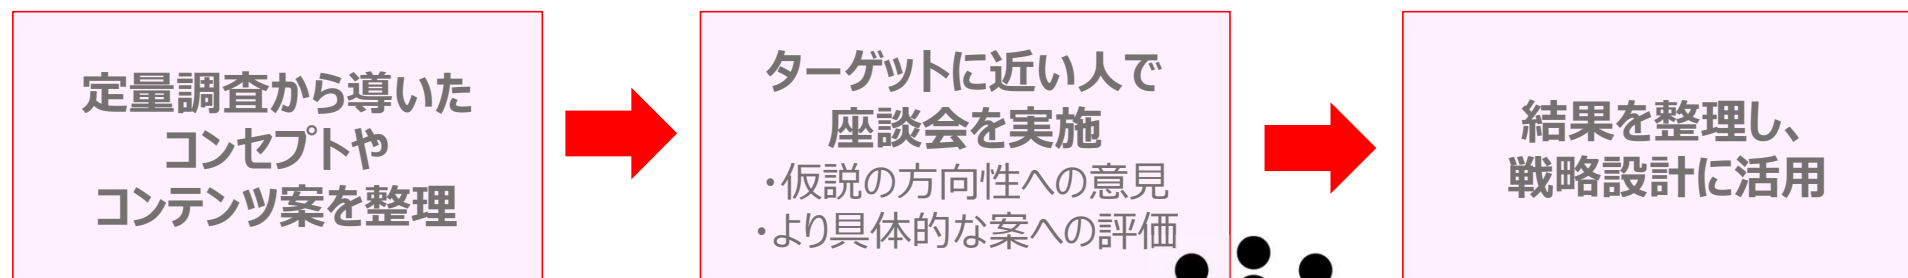 定量調査から導いた
コンセプトや
コンテンツ案を整理
ターゲットに近い人で
座談会を実施
・仮説の方向性への意見
・より具体的な案への評価
結果を整理し、
戦略設計に活用